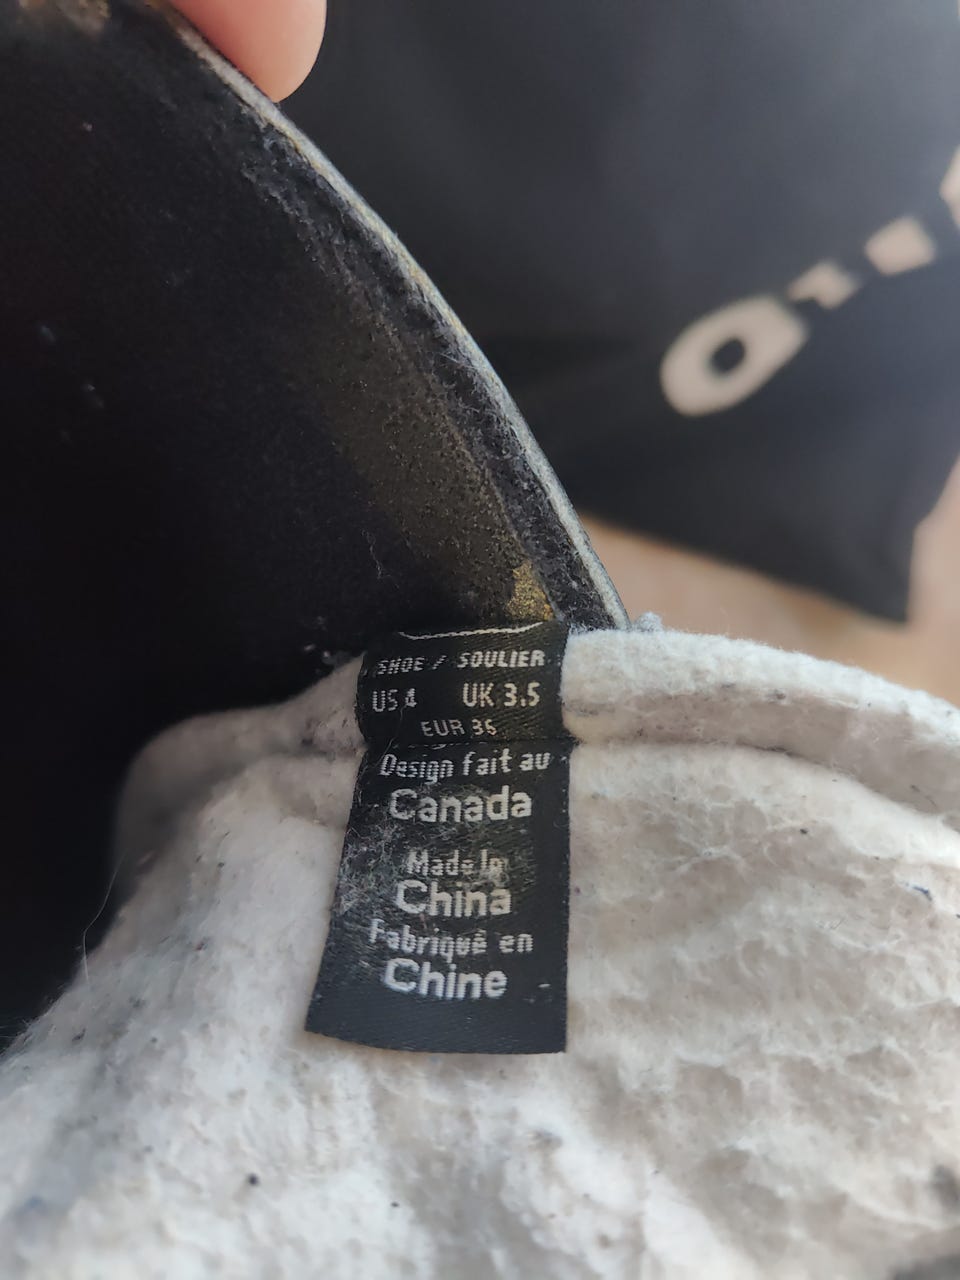 SHOE / SOULIER
US 4 UK 3.5
EUR 36
Design fait au
Canada
Made In
China
Fabriqué en
Chine